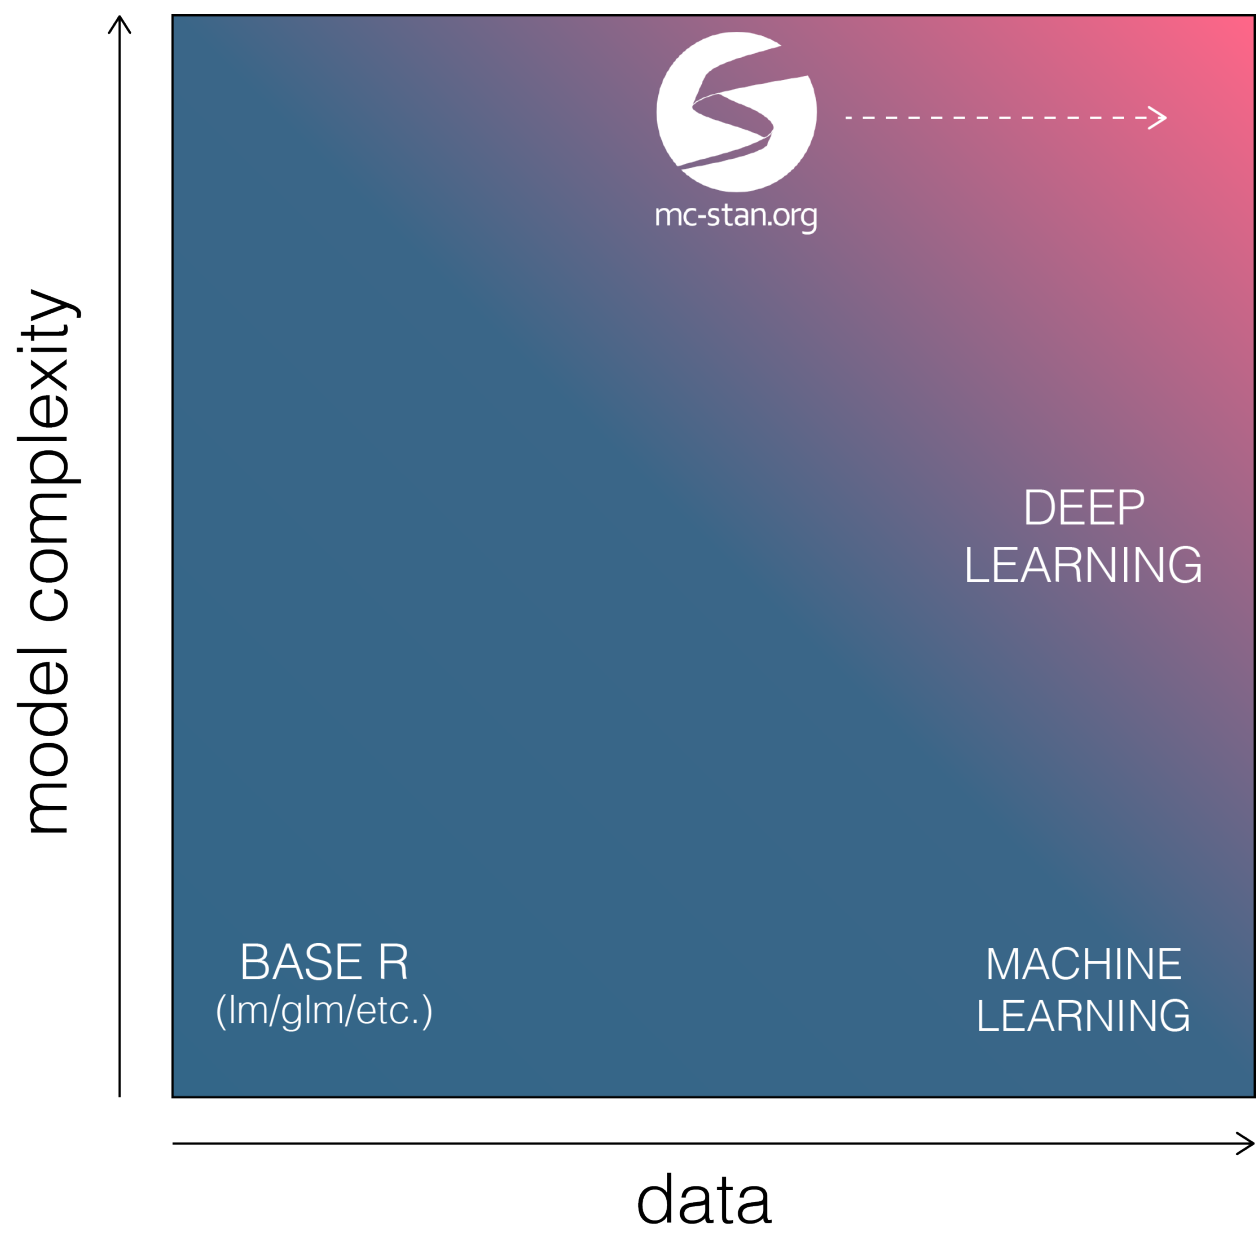 mc-stan.org
model complexity
DEEP
LEARNING
BASE R
(lm/glm/etc.)
MACHINE
LEARNING
data